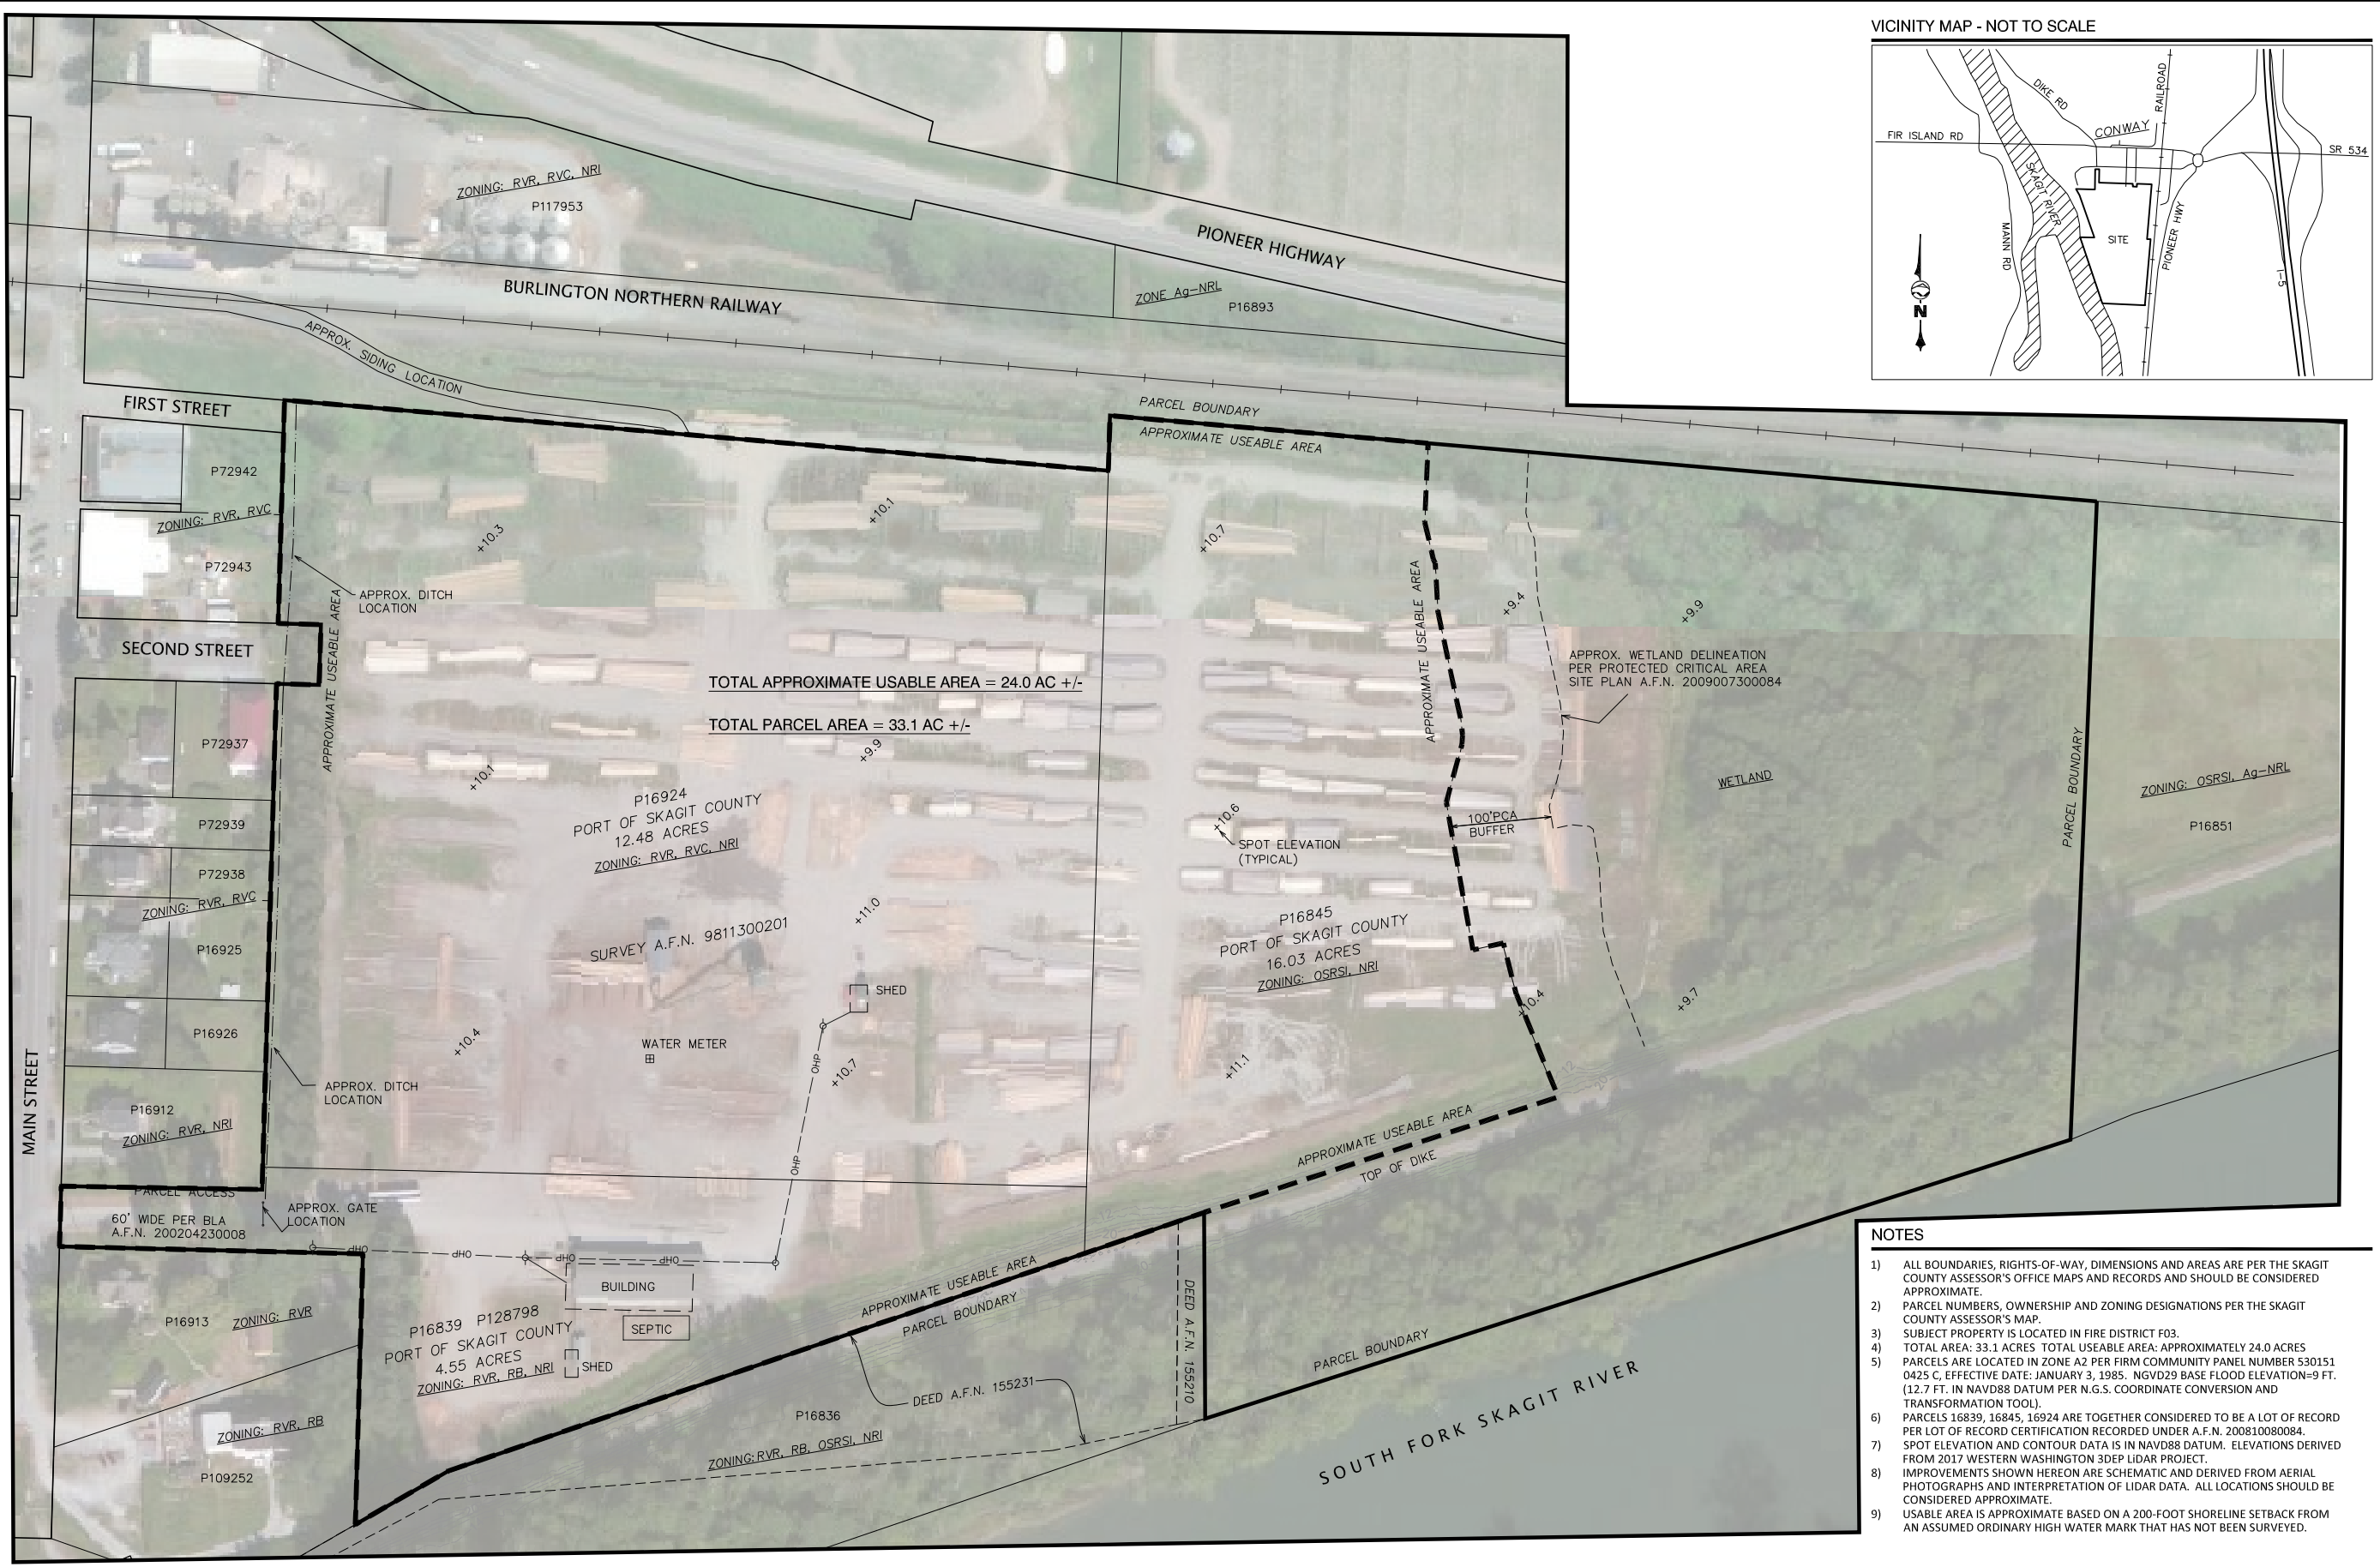 VICINITY MAP - NOT TO SCALE
DIKE RD
RAILROAD
FIR ISLAND RD
CONWAY
SR 534
SKAGIT RIVER
MANN RD
SITE
PIONEER HWY
I-5
N
ZONING: RVR, RVC, NRI
P117953
PIONEER HIGHWAY
BURLINGTON NORTHERN RAILWAY
ZONE Ag-NRL
P16893
APPROX. SIDING LOCATION
FIRST STREET
PARCEL BOUNDARY
APPROXIMATE USEABLE AREA
P72942
ZONING: RVR, RVC
P72943
+10.3
+10.1
+10.7
APPROX. DITCH
LOCATION
APPROXIMATE USEABLE AREA
APPROXIMATE USEABLE AREA
+9.4
+9.9
SECOND STREET
APPROX. WETLAND DELINEATION
PER PROTECTED CRITICAL AREA
SITE PLAN A.F.N. 2009007300084
TOTAL APPROXIMATE USABLE AREA = 24.0 AC +/-
TOTAL PARCEL AREA = 33.1 AC +/-
P72937
+9.9
+10.1
WETLAND
PARCEL BOUNDARY
ZONING: OSRSI, Ag-NRL
P16851
P72939
P16924
PORT OF SKAGIT COUNTY
12.48 ACRES
ZONING: RVR, RVC, NRI
+10.6
SPOT ELEVATION
(TYPICAL)
100'PCA
BUFFER
P72938
ZONING: RVR, RVC
P16925
+11.0
SURVEY A.F.N. 9811300201
P16845
PORT OF SKAGIT COUNTY
16.03 ACRES
ZONING: OSRSI, NRI
SHED
+10.4
+9.7
P16926
+10.4
WATER METER
OHP
+10.7
+11.1
12
20
MAIN STREET
APPROX. DITCH
LOCATION
P16912
ZONING: RVR, NRI
APPROXIMATE USEABLE AREA
TOP OF DIKE
OHP
PARCEL ACCESS
60' WIDE PER BLA
A.F.N. 200204230008
APPROX. GATE
LOCATION
12
OHP
OHP
OHP
OHP
BUILDING
SEPTIC
SHED
APPROXIMATE USEABLE AREA
PARCEL BOUNDARY
DEED A.F.N. 155210
P16913
ZONING: RVR
P16839 P128798
PORT OF SKAGIT COUNTY
4.55 ACRES
ZONING: RVR, RB, NRI
PARCEL BOUNDARY
DEED A.F.N. 155231
P16836
ZONING: RVR, RB, OSRSI, NRI
ZONING: RVR, RB
P109252
SOUTH FORK SKAGIT RIVER
NOTES
1) ALL BOUNDARIES, RIGHTS-OF-WAY, DIMENSIONS AND AREAS ARE PER THE SKAGIT
COUNTY ASSESSOR'S OFFICE MAPS AND RECORDS AND SHOULD BE CONSIDERED
APPROXIMATE.
2) PARCEL NUMBERS, OWNERSHIP AND ZONING DESIGNATIONS PER THE SKAGIT
COUNTY ASSESSOR'S MAP.
3) SUBJECT PROPERTY IS LOCATED IN FIRE DISTRICT F03.
4) TOTAL AREA: 33.1 ACRES TOTAL USEABLE AREA: APPROXIMATELY 24.0 ACRES
5) PARCELS ARE LOCATED IN ZONE A2 PER FIRM COMMUNITY PANEL NUMBER 530151
0425 C, EFFECTIVE DATE: JANUARY 3, 1985. NGVD29 BASE FLOOD ELEVATION=9 FT.
(12.7 FT. IN NAVD88 DATUM PER N.G.S. COORDINATE CONVERSION AND
TRANSFORMATION TOOL).
6) PARCELS 16839, 16845, 16924 ARE TOGETHER CONSIDERED TO BE A LOT OF RECORD
PER LOT OF RECORD CERTIFICATION RECORDED UNDER A.F.N. 200810080084.
7) SPOT ELEVATION AND CONTOUR DATA IS IN NAVD88 DATUM. ELEVATIONS DERIVED
FROM 2017 WESTERN WASHINGTON 3DEP LiDAR PROJECT.
8) IMPROVEMENTS SHOWN HEREON ARE SCHEMATIC AND DERIVED FROM AERIAL
PHOTOGRAPHS AND INTERPRETATION OF LIDAR DATA. ALL LOCATIONS SHOULD BE
CONSIDERED APPROXIMATE.
9) USABLE AREA IS APPROXIMATE BASED ON A 200-FOOT SHORELINE SETBACK FROM
AN ASSUMED ORDINARY HIGH WATER MARK THAT HAS NOT BEEN SURVEYED.